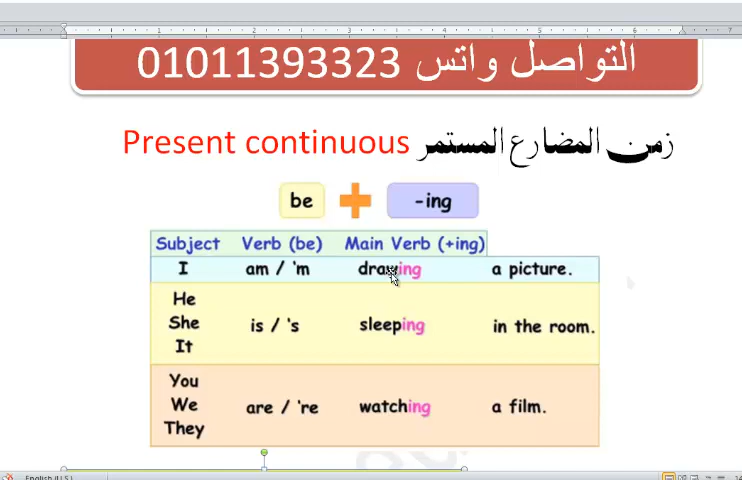 التواصل واتس 01011393323
Present continuous زمن المضارع المستمر
be + -ing
Subject Verb (be) Main Verb (+ing)
I am / 'm drawing a picture.
He
She is / 's sleeping in the room.
It
You
We are / 're watching a film.
They
English (U.S.)